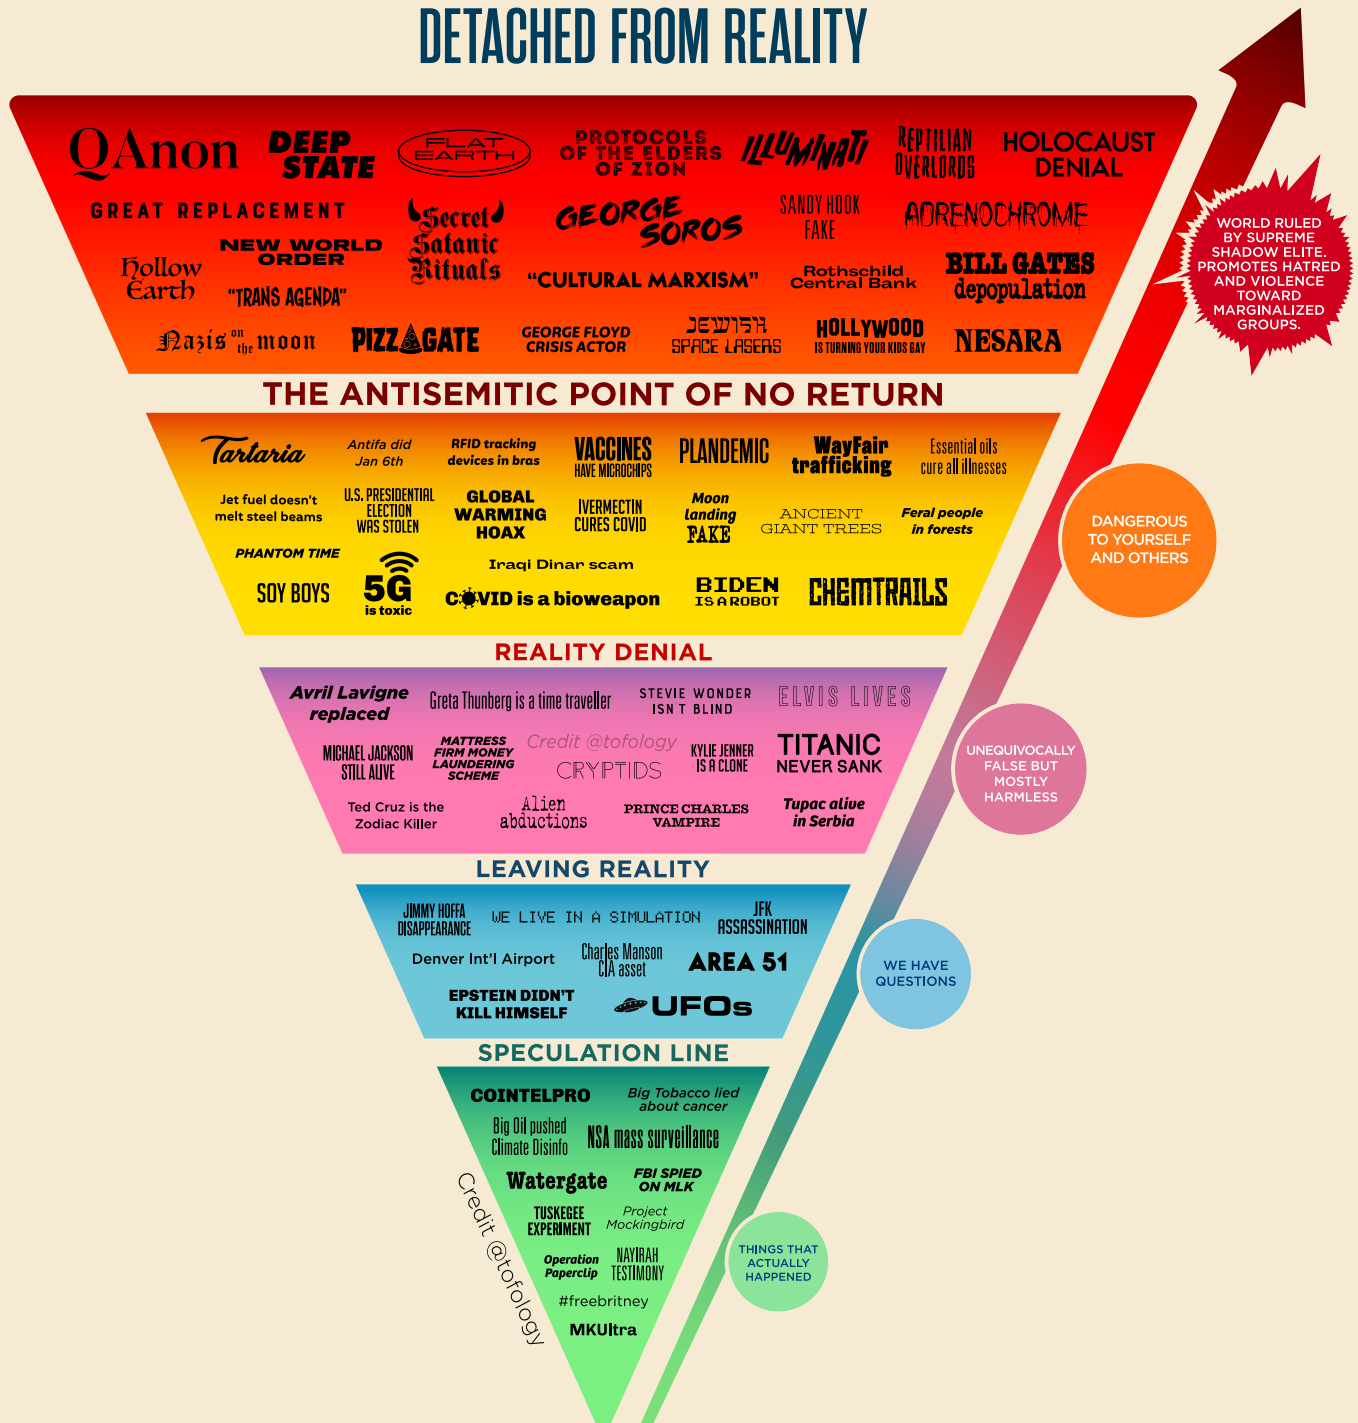 DETACHED FROM REALITY
QAnon
DEEP
STATE
FLAT
EARTH
PROTOCOLS
OF THE ELDERS
OF ZION
ILLUMINATI
REPTILIAN
OVERLORDS
HOLOCAUST
DENIAL
GREAT REPLACEMENT
Secret
Satanic
Rituals
GEORGE
SOROS
SANDY HOOK
FAKE
ADRENOCHROME
NEW WORLD
ORDER
Hollow
Earth
"TRANS AGENDA"
"CULTURAL MARXISM"
Rothschild
Central Bank
BILL GATES
depopulation
Nazis on the moon
PIZZAGATE
GEORGE FLOYD
CRISIS ACTOR
JEWISH
SPACE LASERS
HOLLYWOOD
IS TURNING YOUR KIDS GAY
NESARA
WORLD RULED
BY SUPREME
SHADOW ELITE.
PROMOTES HATRED
AND VIOLENCE
TOWARD
MARGINALIZED
GROUPS.
THE ANTISEMITIC POINT OF NO RETURN
Tartaria
Antifa did
Jan 6th
RFID tracking
devices in bras
VACCINES
HAVE MICROCHIPS
PLANDEMIC
WayFair
trafficking
Essential oils
cure all illnesses
Jet fuel doesn't
melt steel beams
U.S. PRESIDENTIAL
ELECTION
WAS STOLEN
GLOBAL
WARMING
HOAX
IVERMECTIN
CURES COVID
Moon
landing
FAKE
ANCIENT
GIANT TREES
Feral people
in forests
PHANTOM TIME
SOY BOYS
5G
is toxic
Iraqi Dinar scam
COVID is a bioweapon
BIDEN
IS A ROBOT
CHEMTRAILS
DANGEROUS
TO YOURSELF
AND OTHERS
REALITY DENIAL
Avril Lavigne
replaced
Greta Thunberg is a time traveller
STEVIE WONDER
ISN'T BLIND
ELVIS LIVES
MICHAEL JACKSON
STILL ALIVE
MATTRESS
FIRM MONEY
LAUNDERING
SCHEME
Credit @tofology
CRYPTIDS
KYLIE JENNER
IS A CLONE
TITANIC
NEVER SANK
Ted Cruz is the
Zodiac Killer
Alien
abductions
PRINCE CHARLES
VAMPIRE
Tupac alive
in Serbia
UNEQUIVOCALLY
FALSE BUT
MOSTLY
HARMLESS
LEAVING REALITY
JIMMY HOFFA
DISAPPEARANCE
WE LIVE IN A SIMULATION
JFK
ASSASSINATION
Denver Int'l Airport
Charles Manson
CIA asset
AREA 51
EPSTEIN DIDN'T
KILL HIMSELF
UFOs
WE HAVE
QUESTIONS
SPECULATION LINE
COINTELPRO
Big Tobacco lied
about cancer
Big Oil pushed
Climate Disinfo
NSA mass surveillance
Watergate
FBI SPIED
ON MLK
TUSKEGEE
EXPERIMENT
Project
Mockingbird
Operation
Paperclip
NAYIRAH
TESTIMONY
#freebritney
MKUltra
Credit @tofology
THINGS THAT
ACTUALLY
HAPPENED